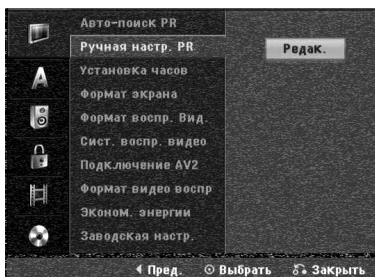 Авто-поиск PR
Ручная настр. PR
Редак.
Установка часов
Формат экрана
Формат воспр. Вид.
Сист. воспр. видео
Подключение AV2
Формат видео воспр
Эконом. энергии
Заводская настр.
Пред. Выбрать Закрыть